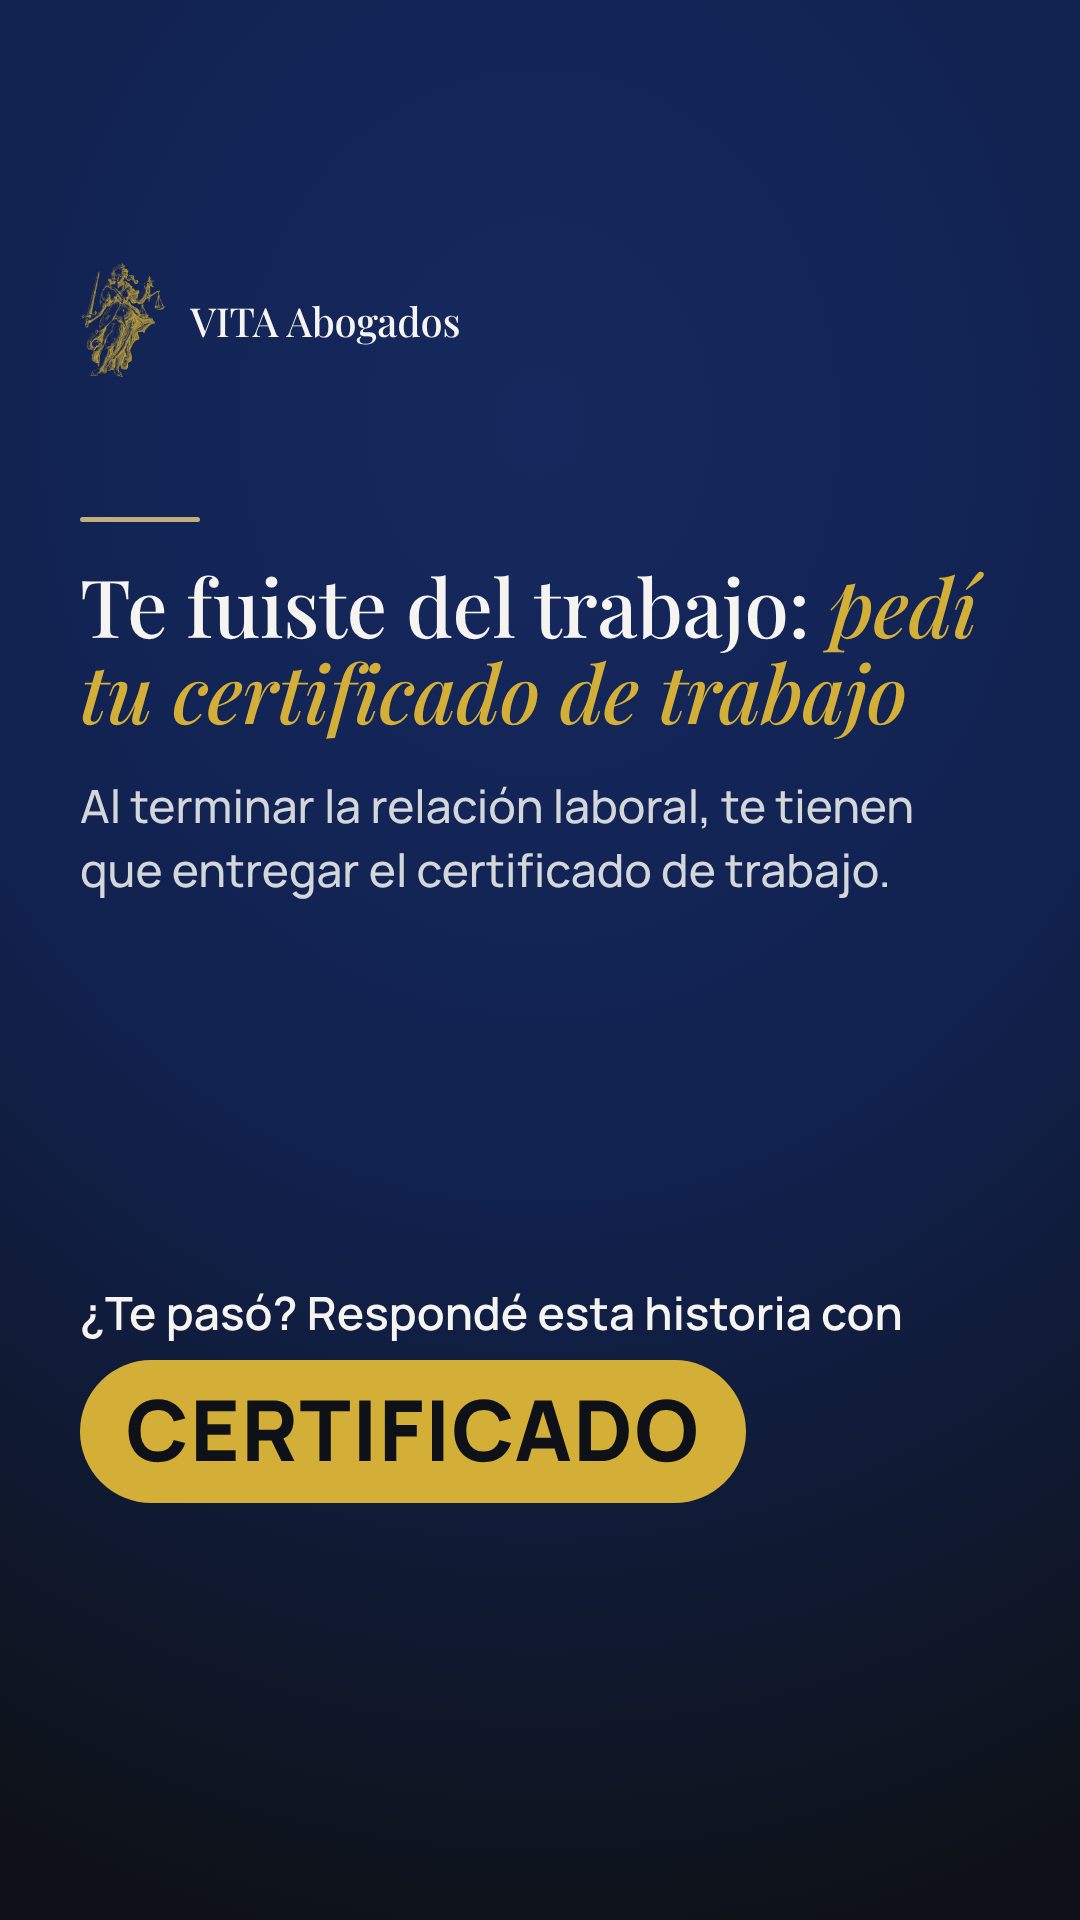 VITA Abogados
Te fuiste del trabajo: pedí
tu certificado de trabajo
Al terminar la relación laboral, te tienen
que entregar el certificado de trabajo.
¿Te pasó? Respondé esta historia con
CERTIFICADO